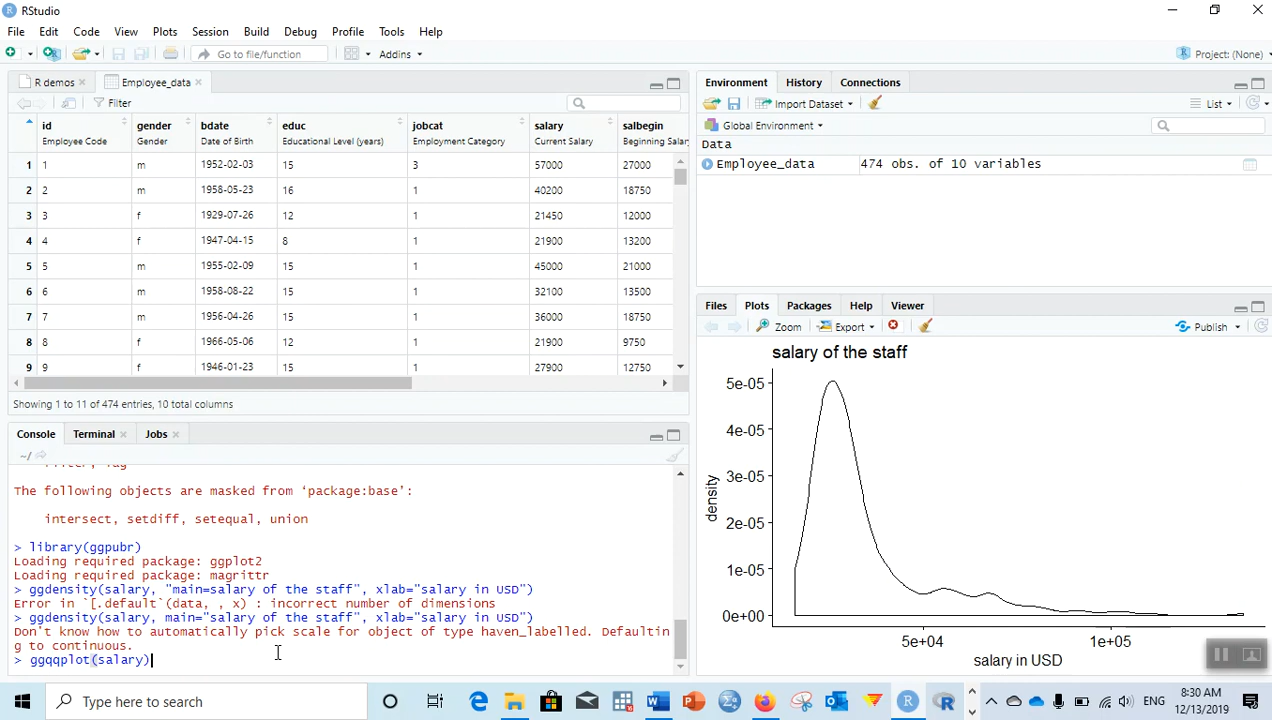 RStudio
File Edit Code View Plots Session Build Debug Profile Tools Help
Go to file/function Addins Project: (None)
R demos Employee_data
Filter
id gender bdate educ jobcat salary salbegin
Employee Code Gender Date of Birth Educational Level (years) Employment Category Current Salary Beginning Salary
1 1 m 1952-02-03 15 3 57000 27000
2 2 m 1958-05-23 16 1 40200 18750
3 3 f 1929-07-26 12 1 21450 12000
4 4 f 1947-04-15 8 1 21900 13200
5 5 m 1955-02-09 15 1 45000 21000
6 6 m 1958-08-22 15 1 32100 13500
7 7 m 1956-04-26 15 1 36000 18750
8 8 f 1966-05-06 12 1 21900 9750
9 9 f 1946-01-23 15 1 27900 12750
Showing 1 to 11 of 474 entries, 10 total columns
Console Terminal Jobs
~/
The following objects are masked from ‘package:base’:
intersect, setdiff, setequal, union
> library(ggpubr)
Loading required package: ggplot2
Loading required package: magrittr
> ggdensity(salary, "main=salary of the staff", xlab="salary in USD")
Error in `[.default`(data, , x) : incorrect number of dimensions
> ggdensity(salary, main="salary of the staff", xlab="salary in USD")
Don't know how to automatically pick scale for object of type haven_labelled. Defaultin
g to continuous.
> ggqqplot(salary)
Environment History Connections
Import Dataset List
Global Environment
Data
Employee_data 474 obs. of 10 variables
Files Plots Packages Help Viewer
Zoom Export Publish
salary of the staff
5e-05
4e-05
3e-05
2e-05
1e-05
0e+00
density
5e+04 1e+05
salary in USD
Type here to search
ENG
8:30 AM
12/13/2019